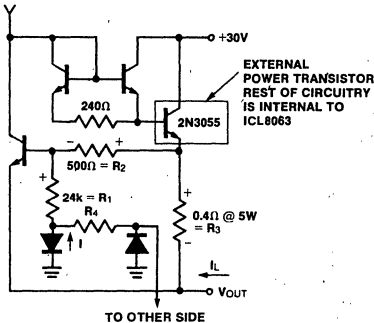 +30V
EXTERNAL
POWER TRANSISTOR
REST OF CIRCUITRY
IS INTERNAL TO
ICL8063
240Ω
2N3055
− +
500Ω = R2
+
24k = R1
R4
I
+
0.4Ω @ 5W
= R3
−
IL
VOUT
TO OTHER SIDE